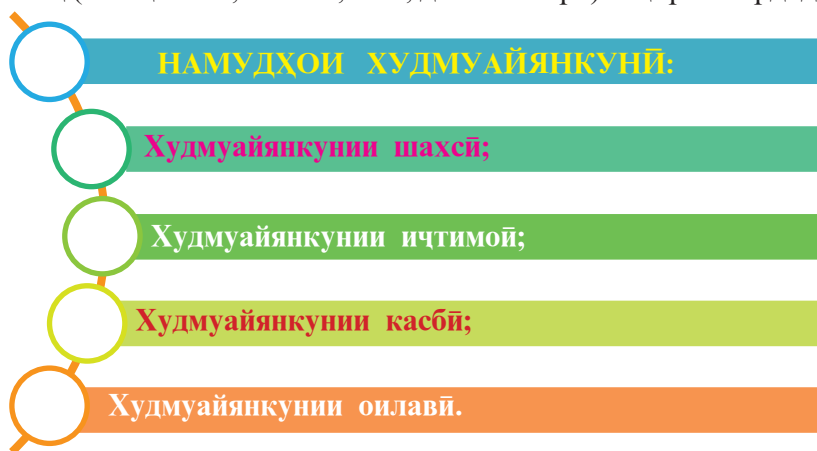 НАМУДҲОИ ХУДМУАЙЯНКУНӢ:
Худмуайянкунии шахсӣ;
Худмуайянкунии иҷтимоӣ;
Худмуайянкунии касбӣ;
Худмуайянкунии оилавӣ.